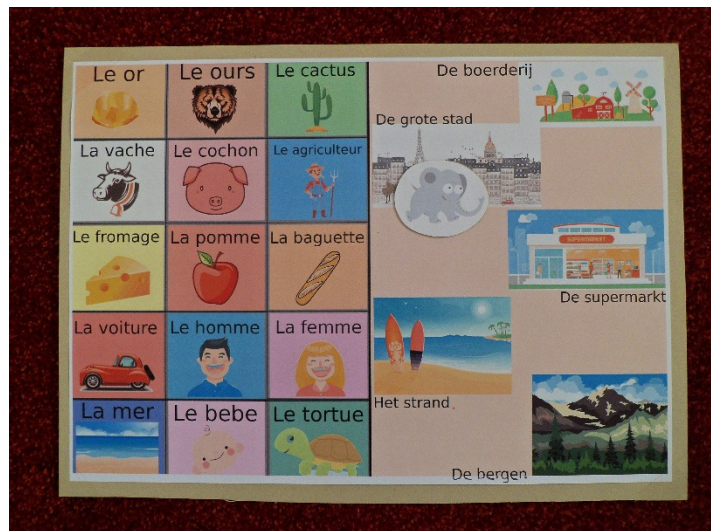 Le or
Le ours
Le cactus
La vache
Le cochon
Le agriculteur
Le fromage
La pomme
La baguette
La voiture
Le homme
La femme
La mer
Le bebe
Le tortue
De boerderij
De grote stad
SUPERMARKT
De supermarkt
Het strand
De bergen